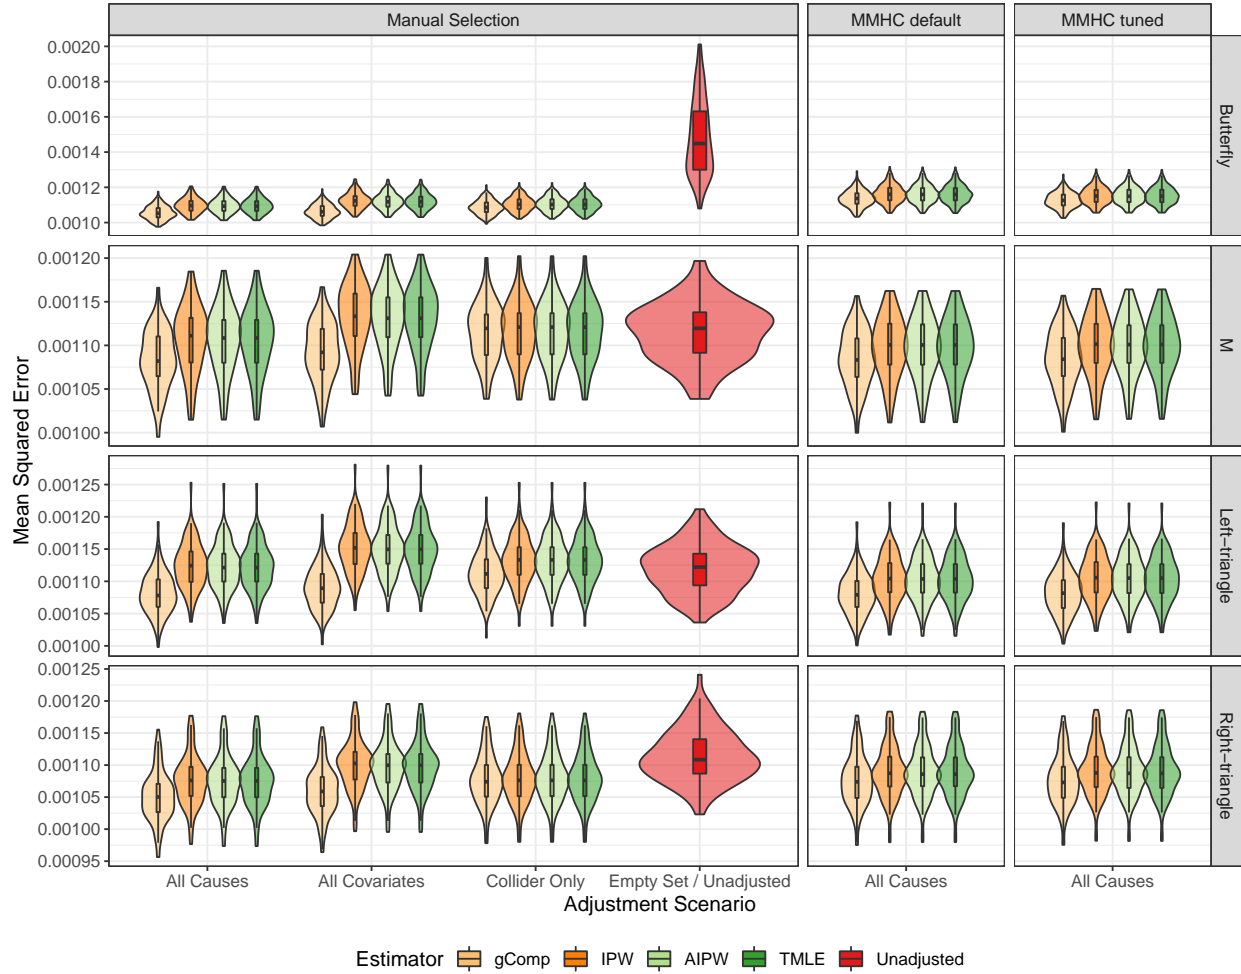 Manual Selection
MMHC default
MMHC tuned
Mean Squared Error
0.0020
0.0018
0.0016
0.0014
0.0012
0.0010
Butterfly
0.00120
0.00115
0.00110
0.00105
0.00100
M
0.00125
0.00120
0.00115
0.00110
0.00105
0.00100
Left−triangle
0.00125
0.00120
0.00115
0.00110
0.00105
0.00100
0.00095
Right−triangle
All Causes
All Covariates
Collider Only
Empty Set / Unadjusted
All Causes
All Causes
Adjustment Scenario
Estimator gComp IPW AIPW TMLE Unadjusted